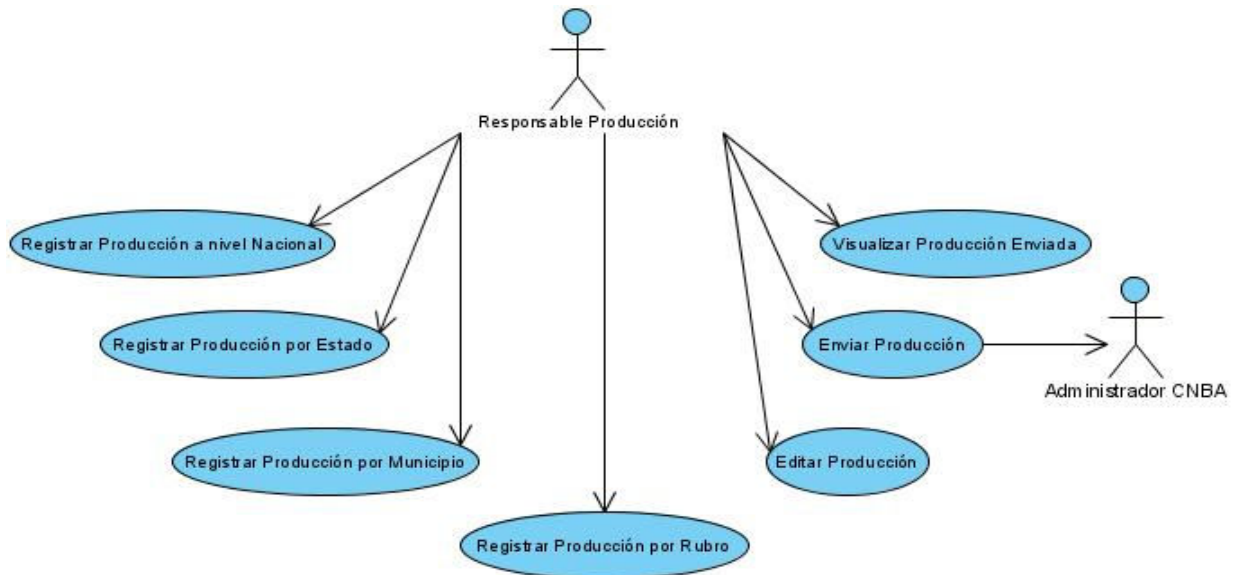 Responsable Producción
Registrar Producción a nivel Nacional
Visualizar Producción Enviada
Registrar Producción por Estado
Enviar Producción
Administrador CNBA
Registrar Producción por Municipio
Editar Producción
Registrar Producción por Rubro